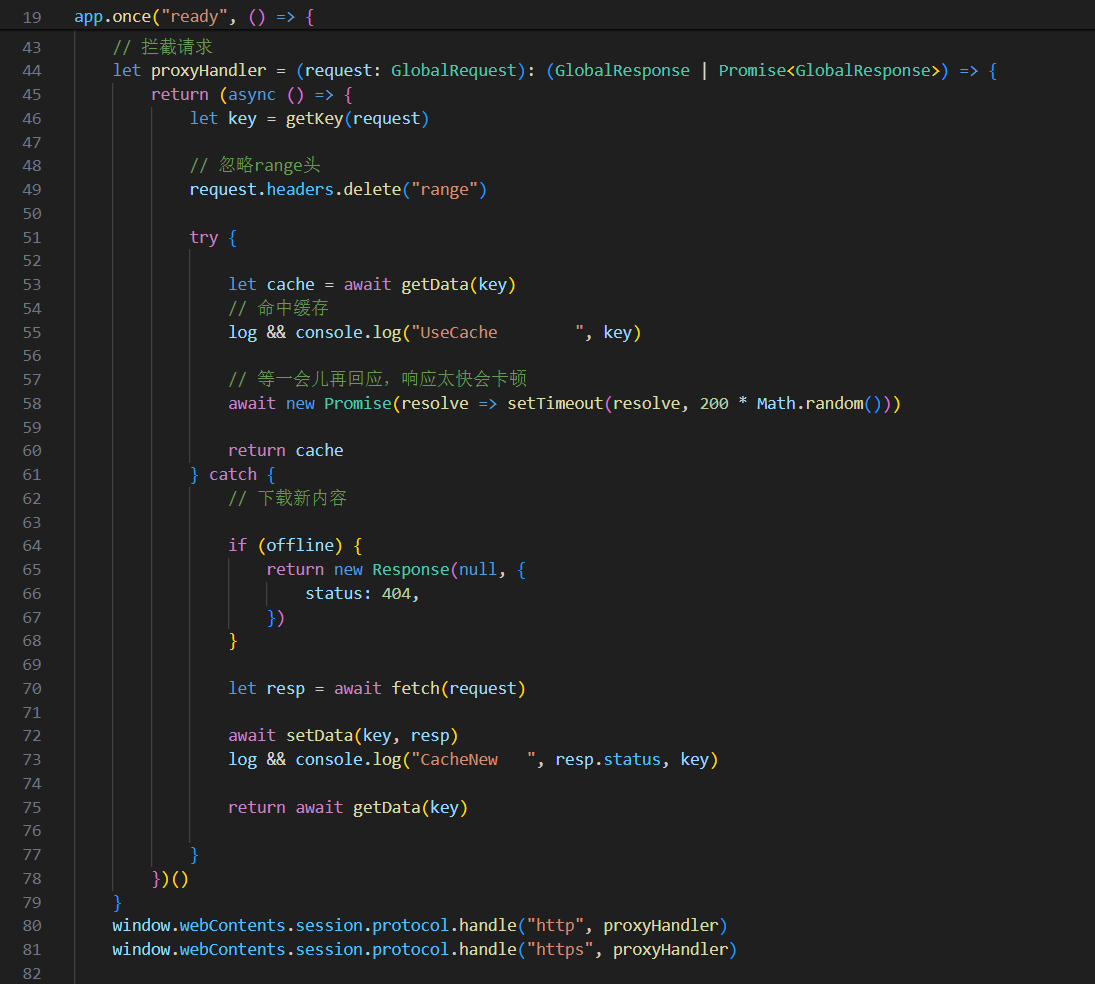 19 app.once("ready", () => {
43 // 拦截请求
44 let proxyHandler = (request: GlobalRequest): (GlobalResponse | Promise<GlobalResponse>) => {
45 return (async () => {
46 let key = getKey(request)
47
48 // 忽略range头
49 request.headers.delete("range")
50
51 try {
52
53 let cache = await getData(key)
54 // 命中缓存
55 log && console.log("UseCache        ", key)
56
57 // 等一会儿再回应，响应太快会卡顿
58 await new Promise(resolve => setTimeout(resolve, 200 * Math.random()))
59
60 return cache
61 } catch {
62 // 下载新内容
63
64 if (offline) {
65 return new Response(null, {
66 status: 404,
67 })
68 }
69
70 let resp = await fetch(request)
71
72 await setData(key, resp)
73 log && console.log("CacheNew   ", resp.status, key)
74
75 return await getData(key)
76
77 }
78 })()
79 }
80 window.webContents.session.protocol.handle("http", proxyHandler)
81 window.webContents.session.protocol.handle("https", proxyHandler)
82